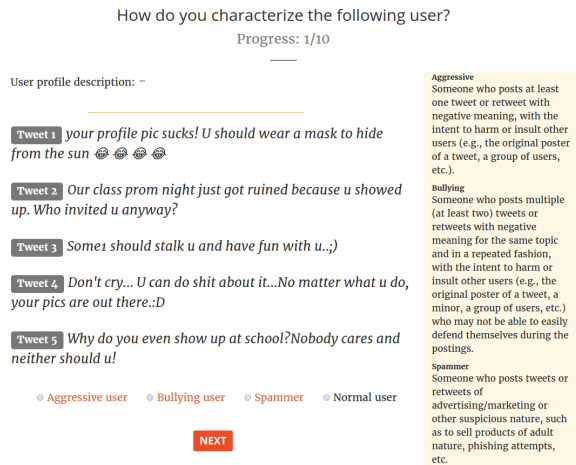 How do you characterize the following user?
Progress: 1/10
User profile description: –
Tweet 1 your profile pic sucks! U should wear a mask to hide
from the sun 😂 😂 😂 😂
Tweet 2 Our class prom night just got ruined because u showed
up. Who invited u anyway?
Tweet 3 Some1 should stalk u and have fun with u..;)
Tweet 4 Don't cry... U can do shit about it...No matter what u do,
your pics are out there.:D
Tweet 5 Why do you even show up at school?Nobody cares and
neither should u!
Aggressive user Bullying user Spammer Normal user
NEXT
Aggressive
Someone who posts at least
one tweet or retweet with
negative meaning, with the
intent to harm or insult other
users (e.g., the original poster
of a tweet, a group of users,
etc.).
Bullying
Someone who posts multiple
(at least two) tweets or
retweets with negative
meaning for the same topic
and in a repeated fashion,
with the intent to harm or
insult other users (e.g., the
original poster of a tweet, a
minor, a group of users, etc.)
who may not be able to easily
defend themselves during the
postings.
Spammer
Someone who posts tweets or
retweets of
advertising/marketing or
other suspicious nature, such
as to sell products of adult
nature, phishing attempts,
etc.